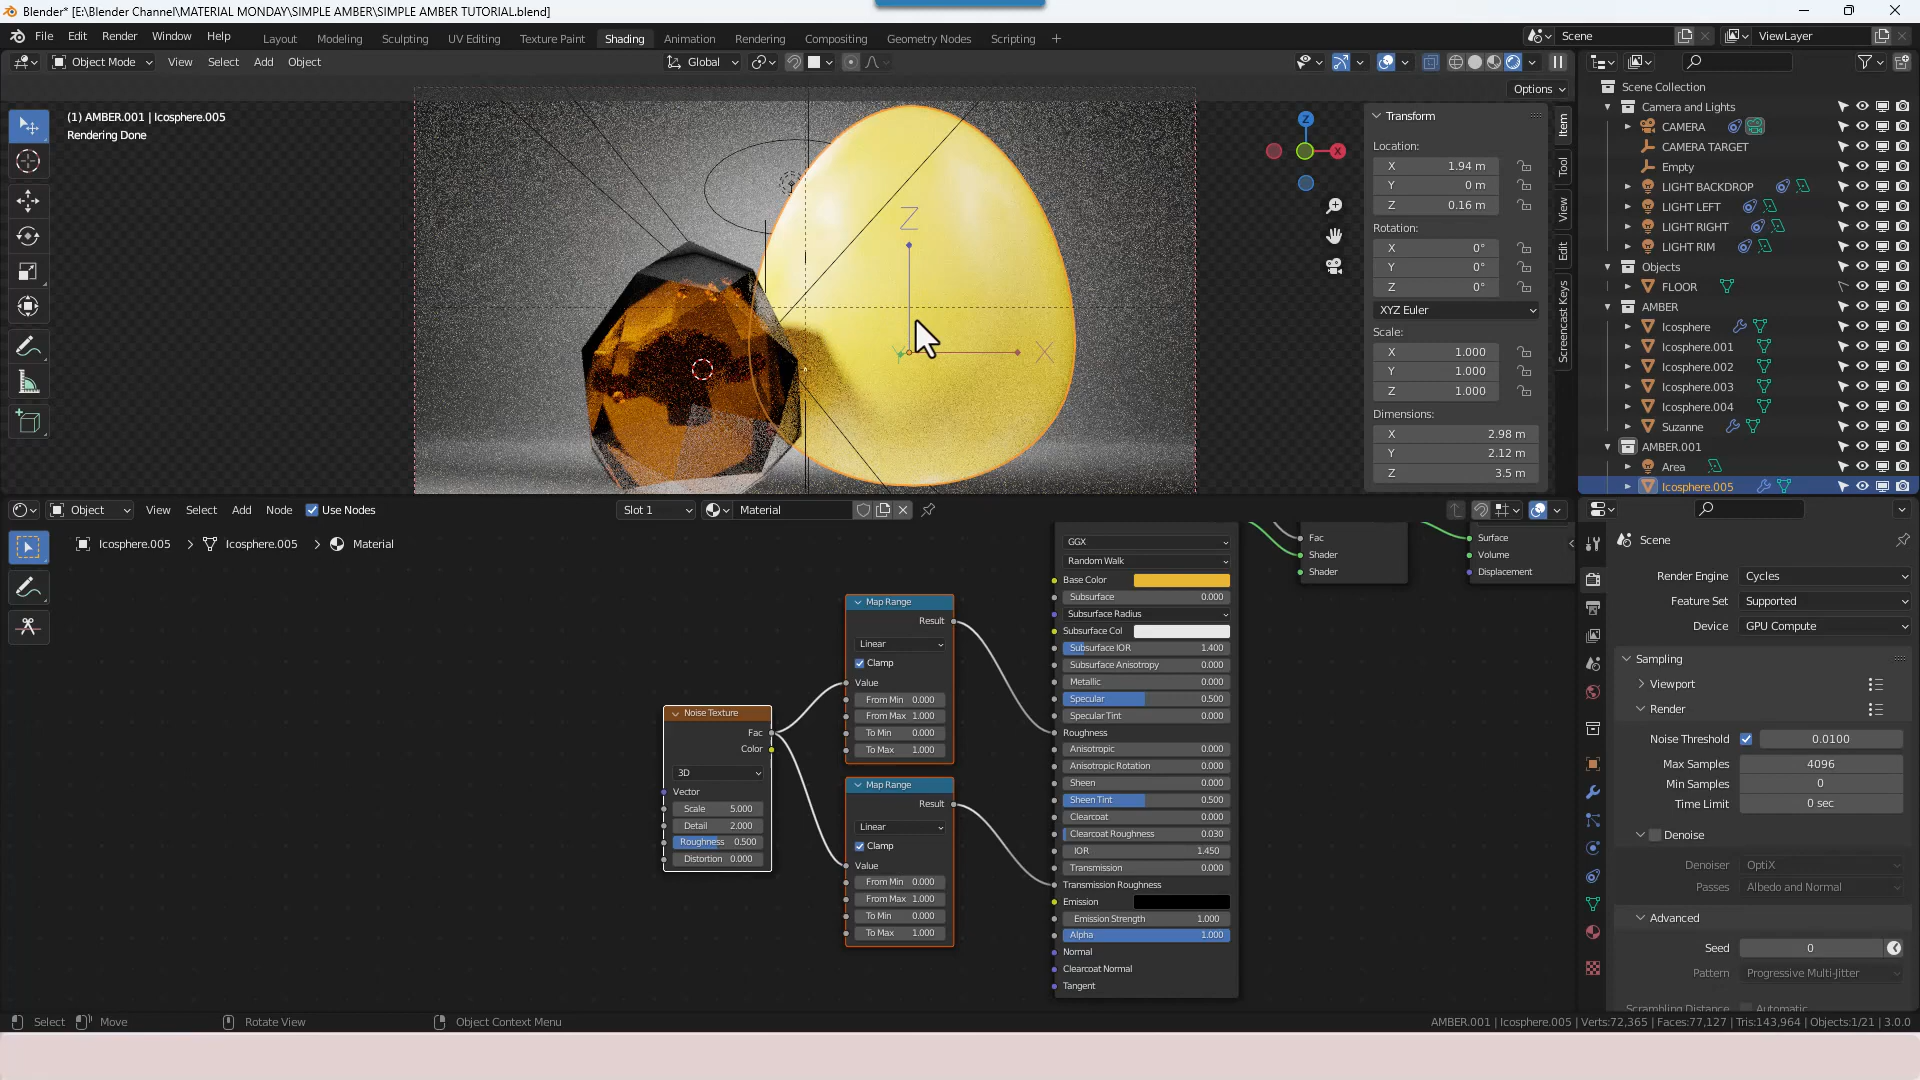 Blender* [E:\Blender Channel\MATERIAL MONDAY\SIMPLE AMBER\SIMPLE AMBER TUTORIAL.blend]
File Edit Render Window Help
Layout Modeling Sculpting UV Editing Texture Paint Shading Animation Rendering Compositing Geometry Nodes Scripting +
Scene
ViewLayer
Object Mode View Select Add Object
Global
Options
(1) AMBER.001 | Icosphere.005
Rendering Done
Z
X
Y
Z
X
Transform
Location:
X 1.94 m
Y 0 m
Z 0.16 m
Rotation:
X 0°
Y 0°
Z 0°
XYZ Euler
Scale:
X 1.000
Y 1.000
Z 1.000
Dimensions:
X 2.98 m
Y 2.12 m
Z 3.5 m
Item
Tool
View
Edit
Screencast Keys
Scene Collection
Camera and Lights
CAMERA
CAMERA TARGET
Empty
LIGHT BACKDROP
LIGHT LEFT
LIGHT RIGHT
LIGHT RIM
Objects
FLOOR
AMBER
Icosphere
Icosphere.001
Icosphere.002
Icosphere.003
Icosphere.004
Suzanne
AMBER.001
Area
Icosphere.005
Object View Select Add Node Use Nodes
Slot 1
Material
Icosphere.005 > Icosphere.005 > Material
Noise Texture
Fac
Color
3D
Vector
Scale 5.000
Detail 2.000
Roughness 0.500
Distortion 0.000
Map Range
Result
Linear
Clamp
Value
From Min 0.000
From Max 1.000
To Min 0.000
To Max 1.000
Map Range
Result
Linear
Clamp
Value
From Min 0.000
From Max 1.000
To Min 0.000
To Max 1.000
GGX
Random Walk
Base Color
Subsurface 0.000
Subsurface Radius
Subsurface Col
Subsurface IOR 1.400
Subsurface Anisotropy 0.000
Metallic 0.000
Specular 0.500
Specular Tint 0.000
Roughness
Anisotropic 0.000
Anisotropic Rotation 0.000
Sheen 0.000
Sheen Tint 0.500
Clearcoat 0.000
Clearcoat Roughness 0.030
IOR 1.450
Transmission 0.000
Transmission Roughness
Emission
Emission Strength 1.000
Alpha 1.000
Normal
Clearcoat Normal
Tangent
Fac
Shader
Shader
Surface
Volume
Displacement
Scene
Render Engine Cycles
Feature Set Supported
Device GPU Compute
Sampling
Viewport
Render
Noise Threshold 0.0100
Max Samples 4096
Min Samples 0
Time Limit 0 sec
Denoise
Denoiser OptiX
Passes Albedo and Normal
Advanced
Seed 0
Pattern Progressive Multi-Jitter
Scrambling Distance Automatic
Select Move Rotate View Object Context Menu
AMBER.001 | Icosphere.005 | Verts:72,365 | Faces:77,127 | Tris:143,964 | Objects:1/21 | 3.0.0